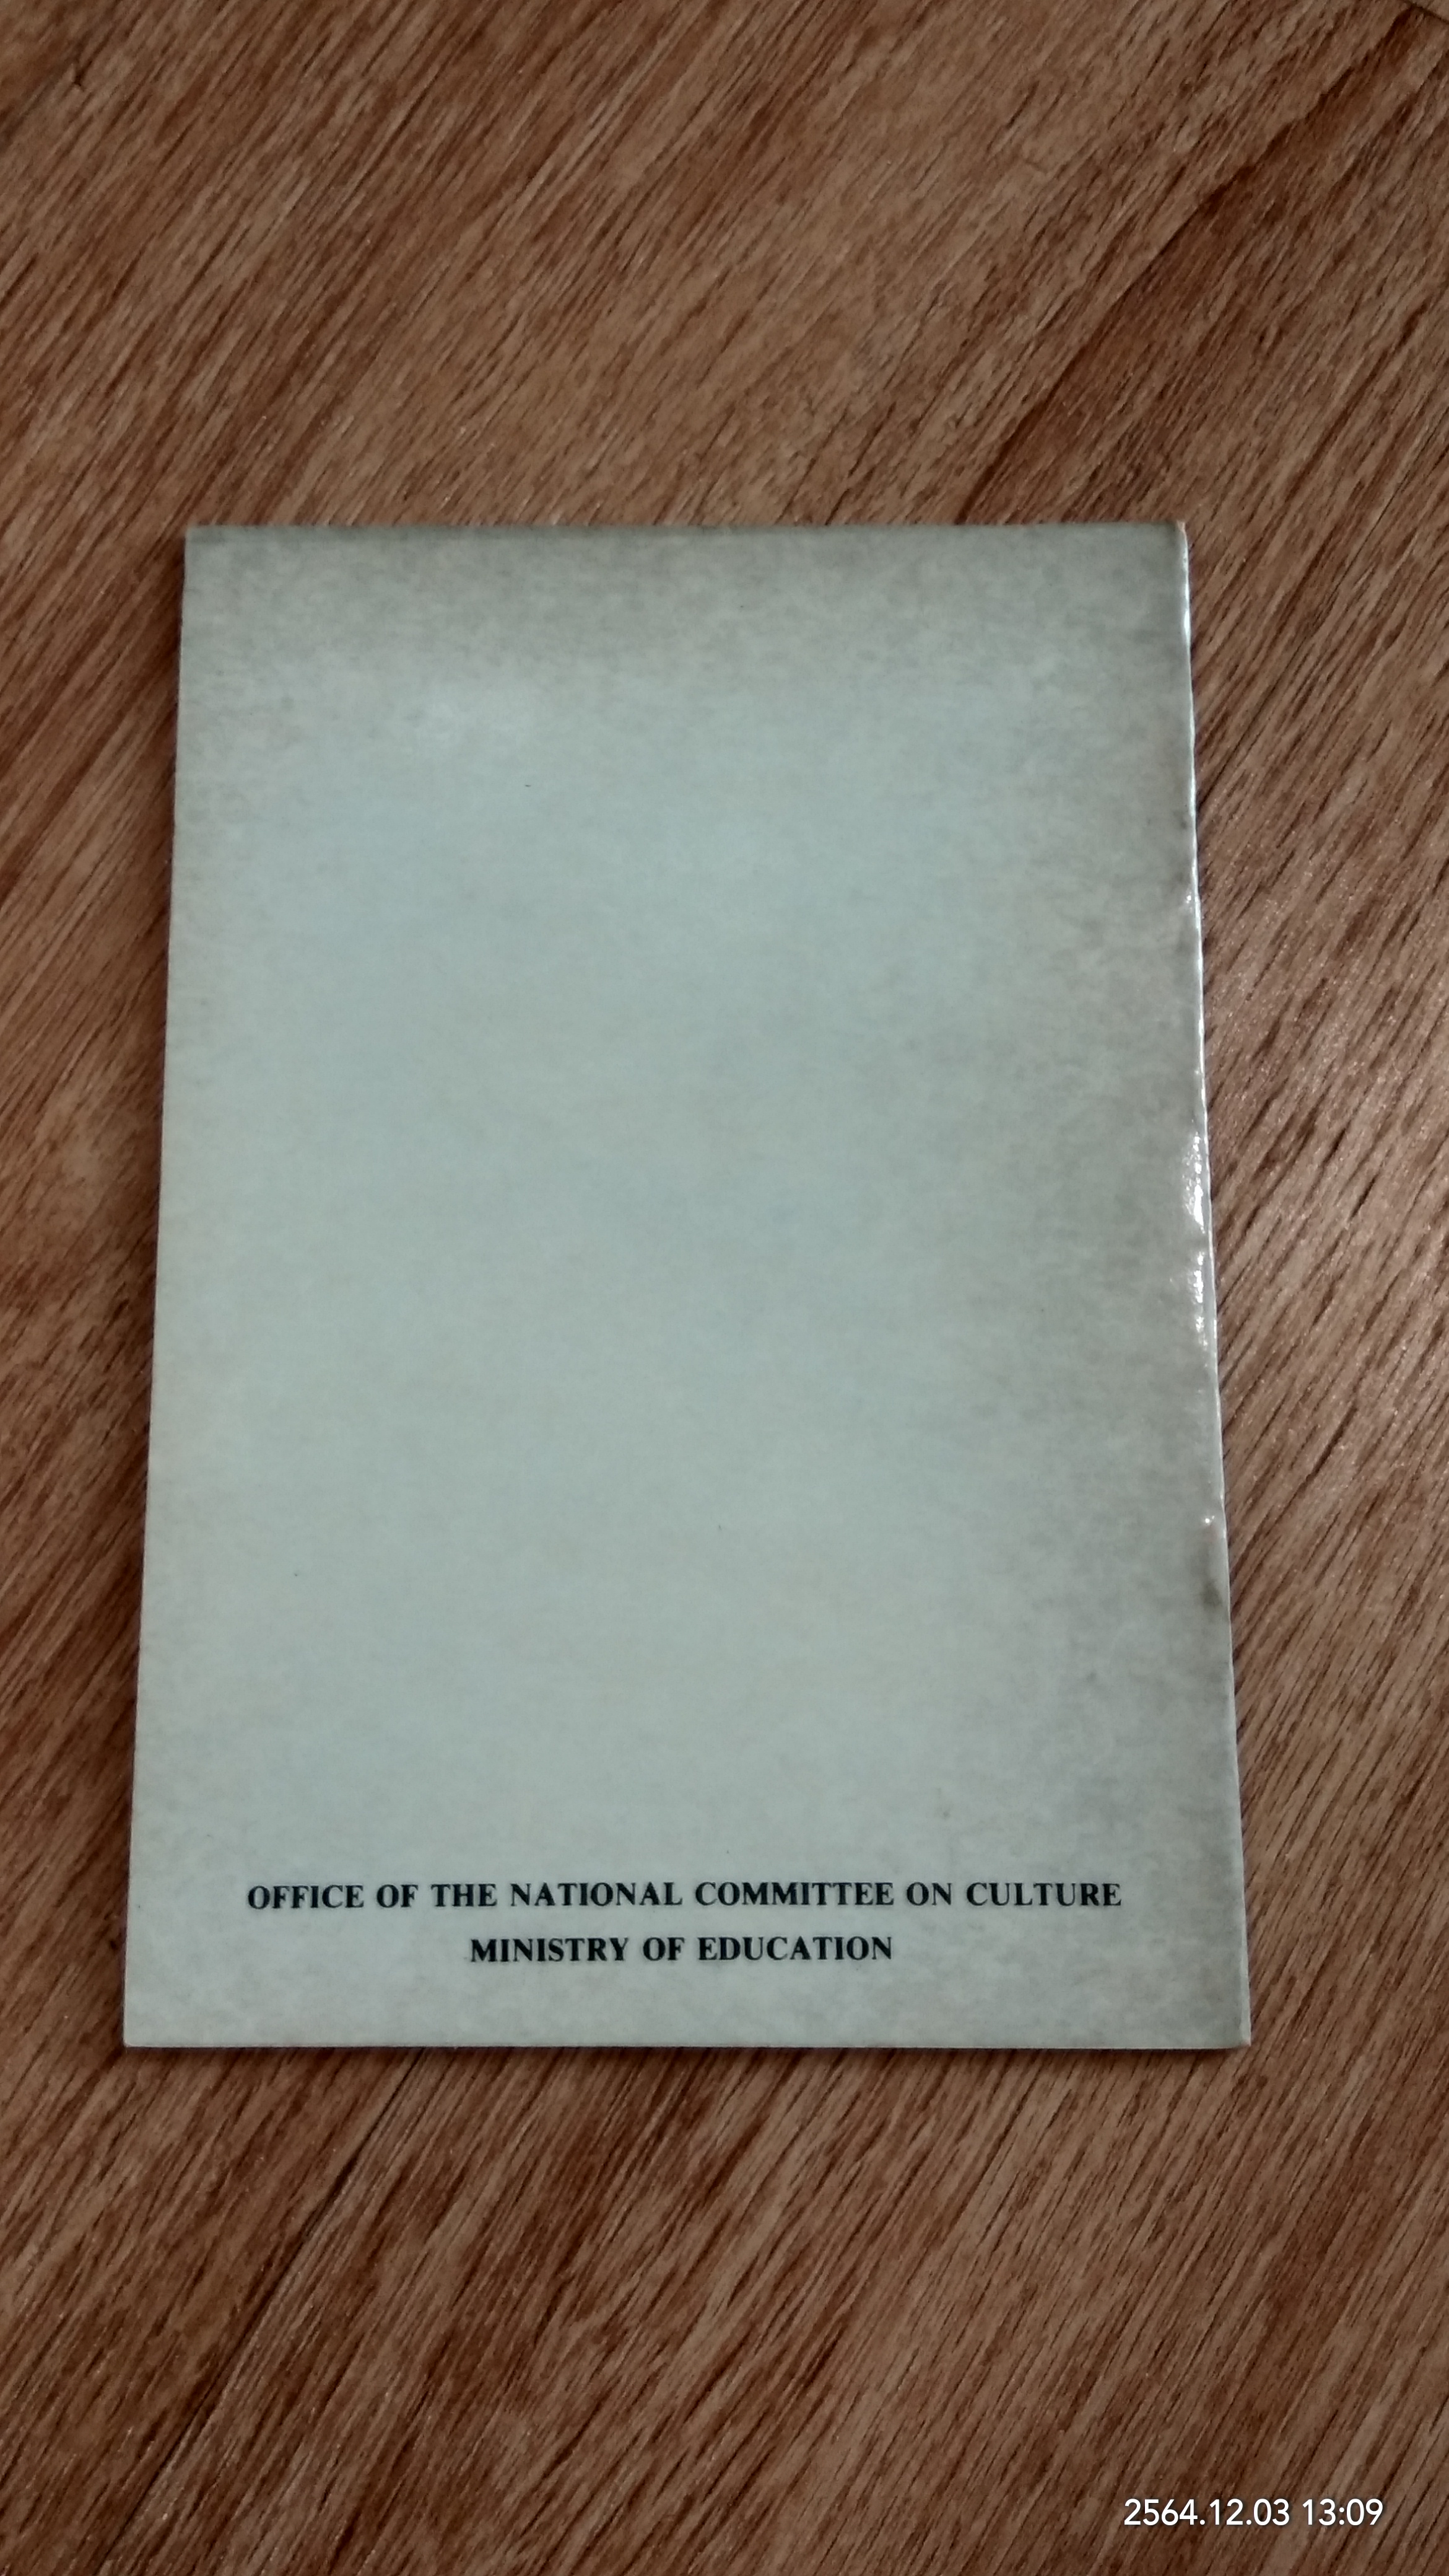 OFFICE OF THE NATIONAL COMMITTEE ON CULTURE
MINISTRY OF EDUCATION
2564.12.03 13:09